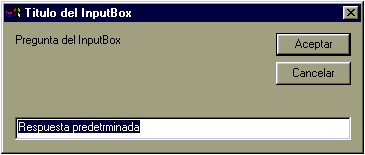 Titulo del InputBox
Pregunta del InputBox
Aceptar
Cancelar
Respuesta predetrminada